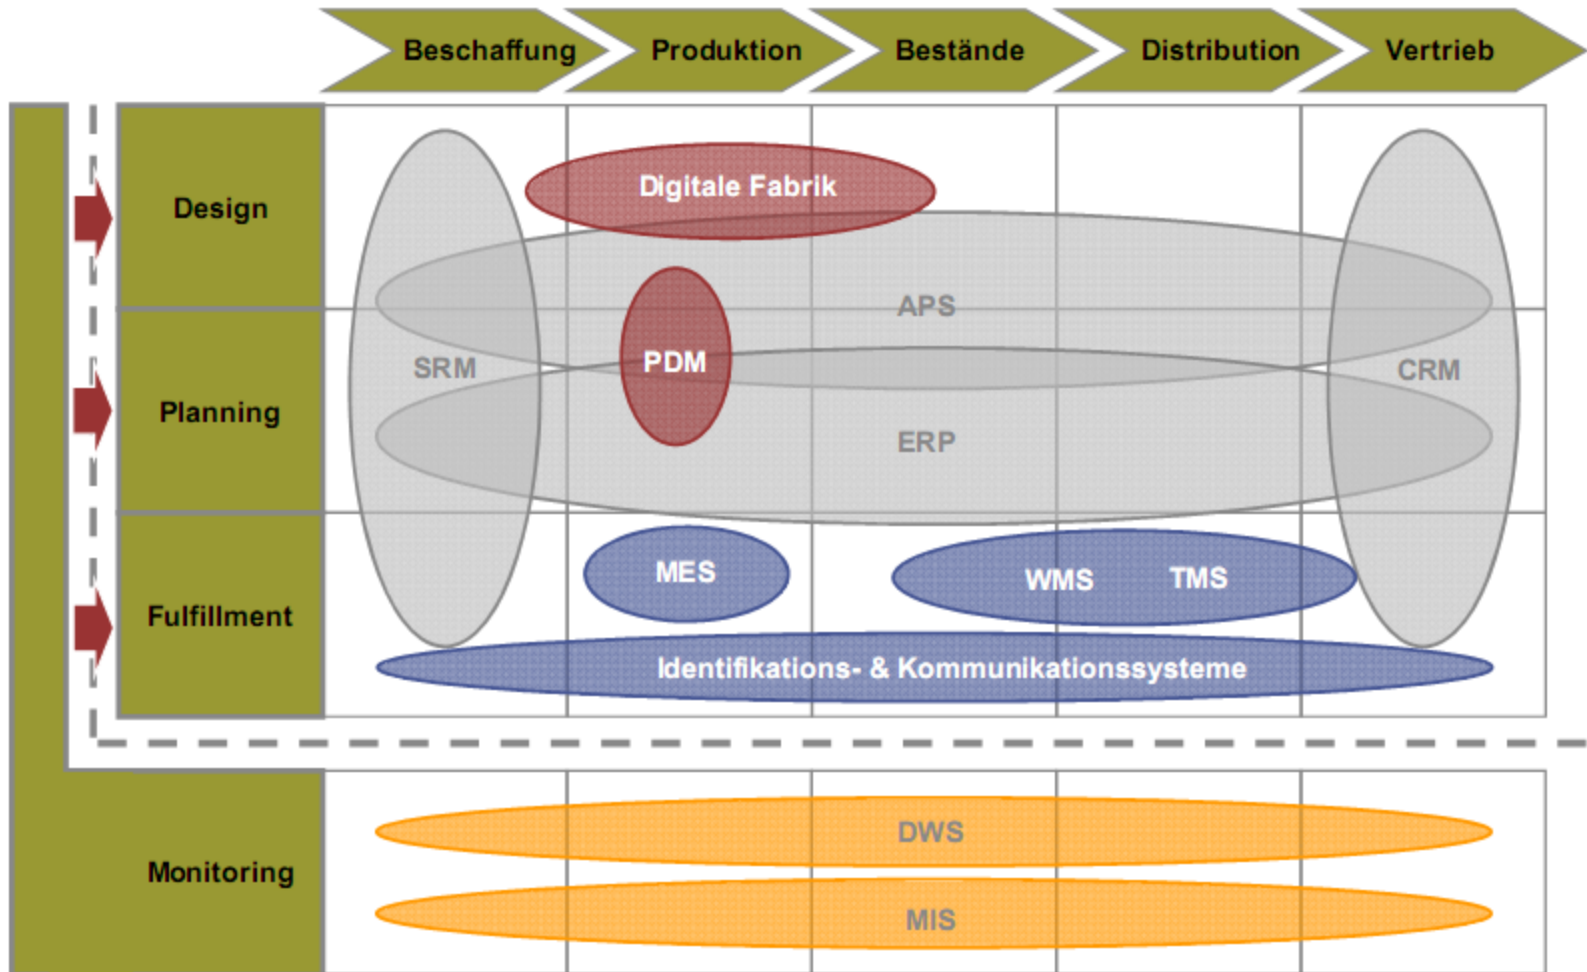 Beschaffung
Produktion
Bestände
Distribution
Vertrieb
Design
Digitale Fabrik
APS
SRM
PDM
CRM
Planning
ERP
MES
WMS
TMS
Fulfillment
Identifikations- & Kommunikationssysteme
DWS
Monitoring
MIS